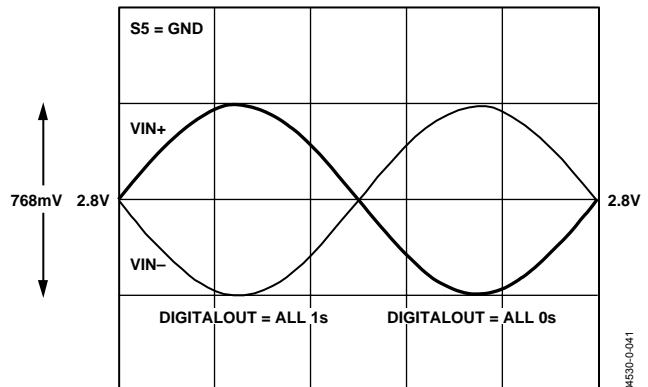 S5 = GND
VIN+
768mV 2.8V 2.8V
VIN–
DIGITALOUT = ALL 1s DIGITALOUT = ALL 0s
04530-0-041